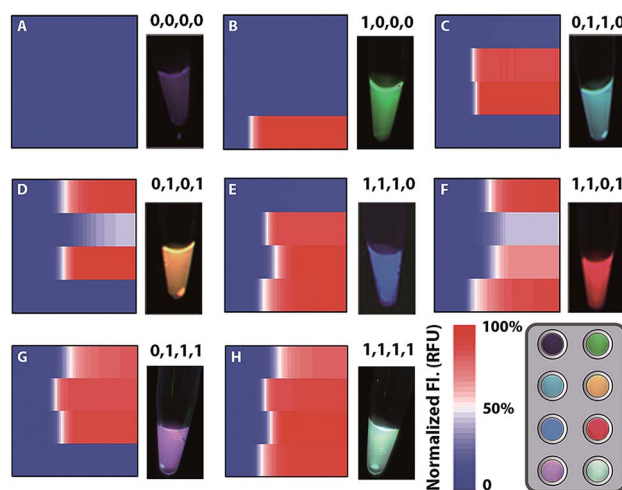 A
0,0,0,0
B
1,0,0,0
C
0,1,1,0
D
0,1,0,1
E
1,1,1,0
F
1,1,0,1
G
0,1,1,1
H
1,1,1,1
Normalized Fl. (RFU)
100%
50%
0